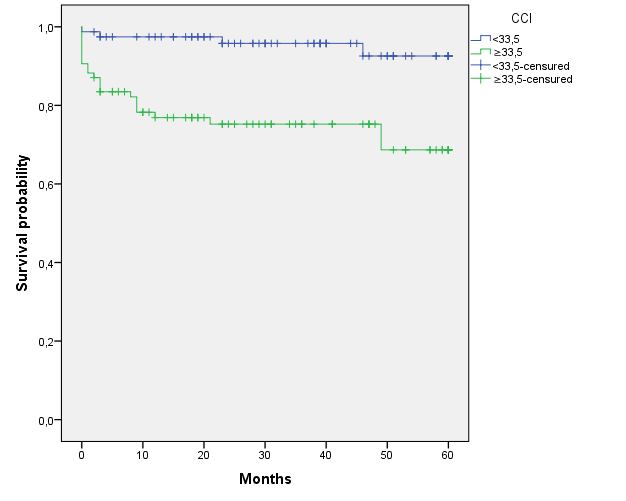 CCI
<33,5
≥33,5
<33,5-censured
≥33,5-censured
Survival probability
1,0
0,8
0,6
0,4
0,2
0,0
0 10 20 30 40 50 60
Months